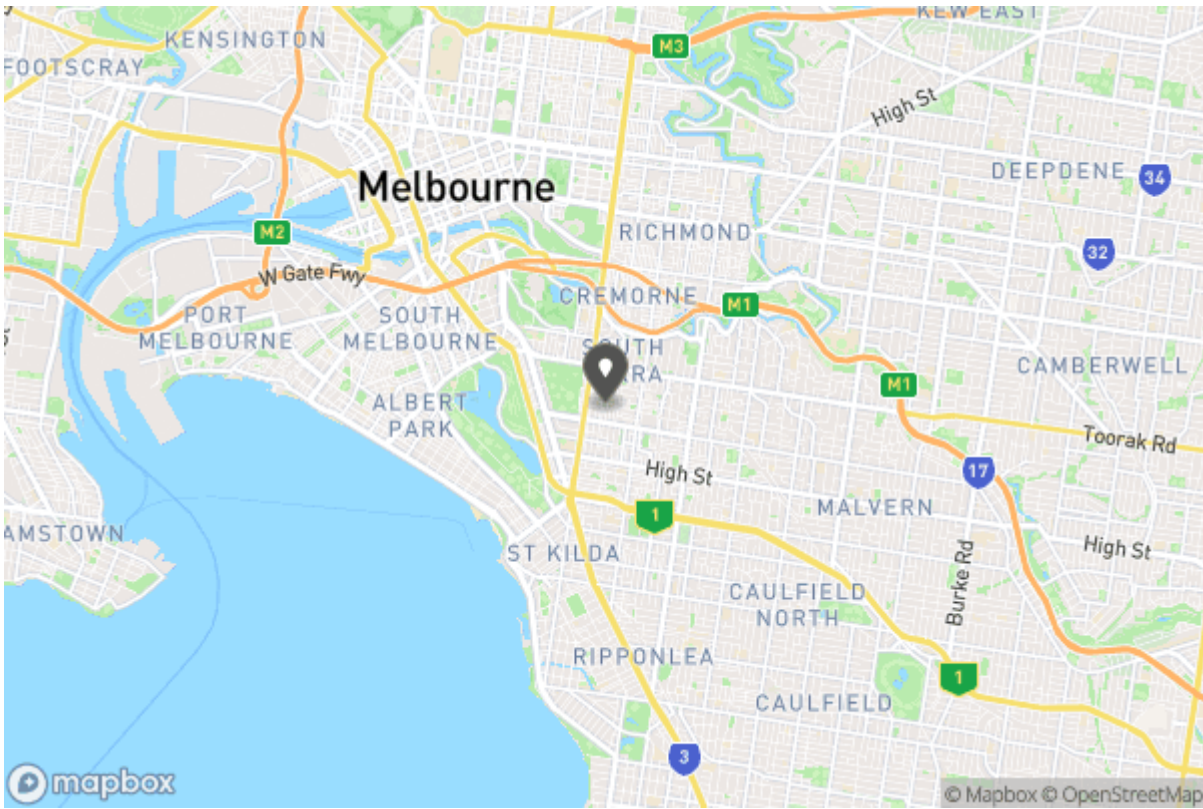 KEW EAST
KENSINGTON
M3
FOOTSCRAY
High St
DEEPDENE
34
Melbourne
M2
RICHMOND
32
W Gate Fwy
CREMORNE
M1
PORT
MELBOURNE
SOUTH
MELBOURNE
SOUTH
CAMBERWELL
M1
ALBERT
PARK
Toorak Rd
High St
17
MALVERN
1
AMSTOWN
ST KILDA
High St
CAULFIELD
NORTH
Burke Rd
RIPPONLEA
1
CAULFIELD
3
mapbox
© Mapbox © OpenStreetMap